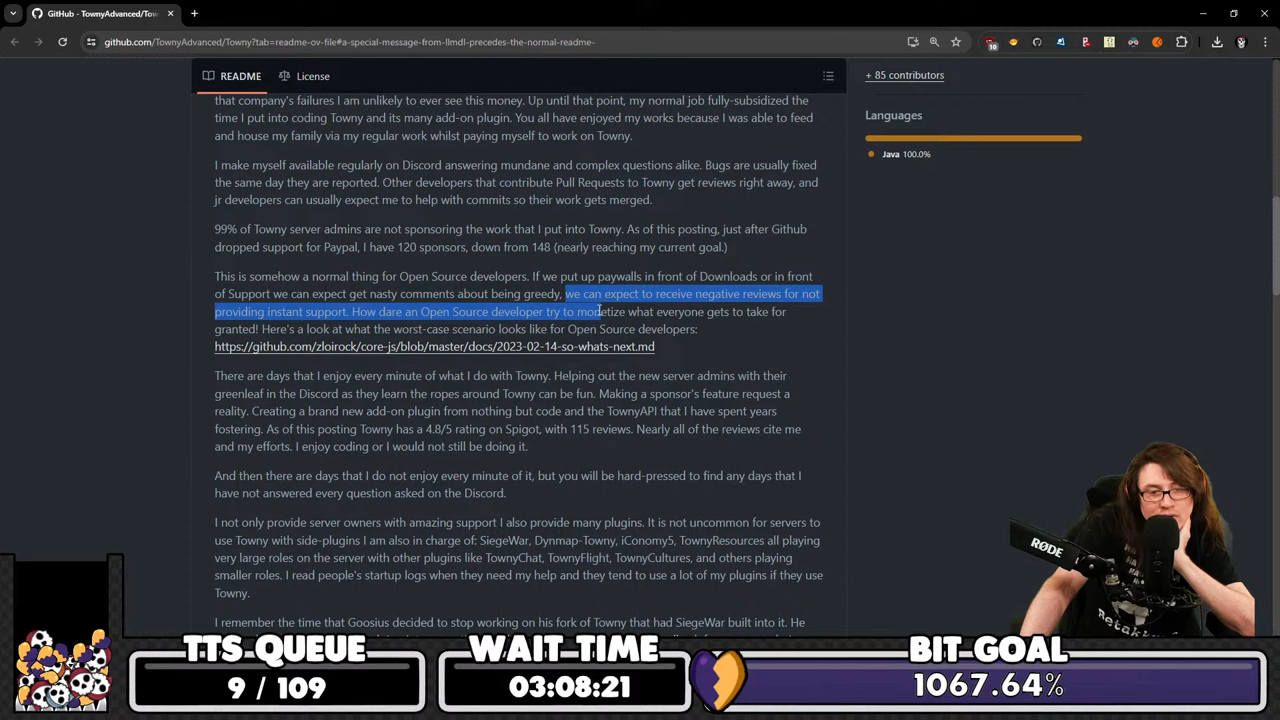 GitHub - TownyAdvanced/Tow
github.com/TownyAdvanced/Towny?tab=readme-ov-file#a-special-message-from-llmdl-precedes-the-normal-readme-
10
README
License
+ 85 contributors
Languages
Java 100.0%
that company's failures I am unlikely to ever see this money. Up until that point, my normal job fully-subsidized the
time I put into coding Towny and its many add-on plugin. You all have enjoyed my works because I was able to feed
and house my family via my regular work whilst paying myself to work on Towny.
I make myself available regularly on Discord answering mundane and complex questions alike. Bugs are usually fixed
the same day they are reported. Other developers that contribute Pull Requests to Towny get reviews right away, and
jr developers can usually expect me to help with commits so their work gets merged.
99% of Towny server admins are not sponsoring the work that I put into Towny. As of this posting, just after Github
dropped support for Paypal, I have 120 sponsors, down from 148 (nearly reaching my current goal.)
This is somehow a normal thing for Open Source developers. If we put up paywalls in front of Downloads or in front
of Support we can expect get nasty comments about being greedy, we can expect to receive negative reviews for not
providing instant support. How dare an Open Source developer try to monetize what everyone gets to take for
granted! Here's a look at what the worst-case scenario looks like for Open Source developers:
https://github.com/zloirock/core-js/blob/master/docs/2023-02-14-so-whats-next.md
There are days that I enjoy every minute of what I do with Towny. Helping out the new server admins with their
greenleaf in the Discord as they learn the ropes around Towny can be fun. Making a sponsor's feature request a
reality. Creating a brand new add-on plugin from nothing but code and the TownyAPI that I have spent years
fostering. As of this posting Towny has a 4.8/5 rating on Spigot, with 115 reviews. Nearly all of the reviews cite me
and my efforts. I enjoy coding or I would not still be doing it.
And then there are days that I do not enjoy every minute of it, but you will be hard-pressed to find any days that I
have not answered every question asked on the Discord.
I not only provide server owners with amazing support I also provide many plugins. It is not uncommon for servers to
use Towny with side-plugins I am also in charge of: SiegeWar, Dynmap-Towny, iConomy5, TownyResources all playing
very large roles on the server with other plugins like TownyChat, TownyFlight, TownyCultures, and others playing
smaller roles. I read people's startup logs when they need my help and they tend to use a lot of my plugins if they use
Towny.
I remember the time that Goosius decided to stop working on his fork of Towny that had SiegeWar built into it. He
RØDE
TTS QUEUE
9 / 109
WAIT TIME
03:08:21
BIT GOAL
1067.64%